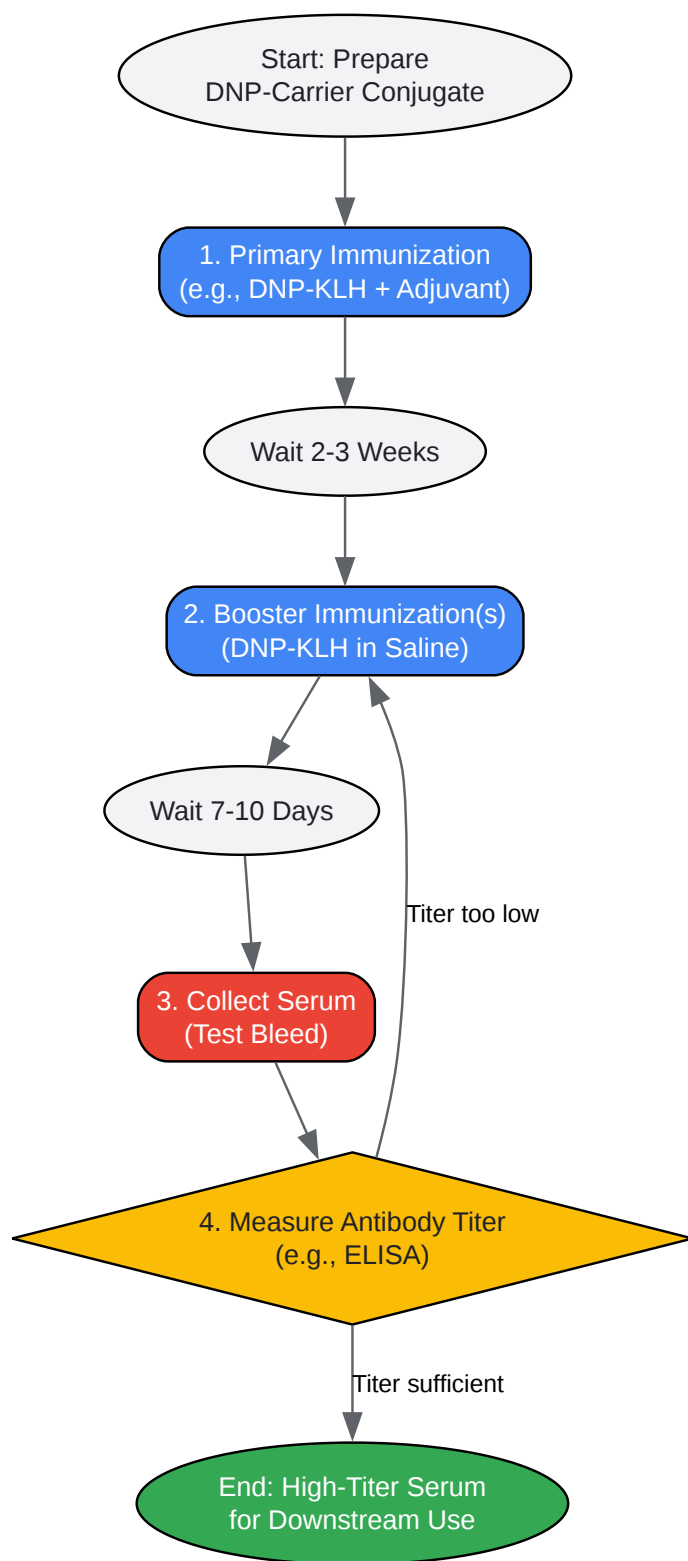 Start: Prepare
DNP-Carrier Conjugate
1. Primary Immunization
(e.g., DNP-KLH + Adjuvant)
Wait 2-3 Weeks
2. Booster Immunization(s)
(DNP-KLH in Saline)
Wait 7-10 Days
Titer too low
3. Collect Serum
(Test Bleed)
4. Measure Antibody Titer
(e.g., ELISA)
Titer sufficient
End: High-Titer Serum
for Downstream Use